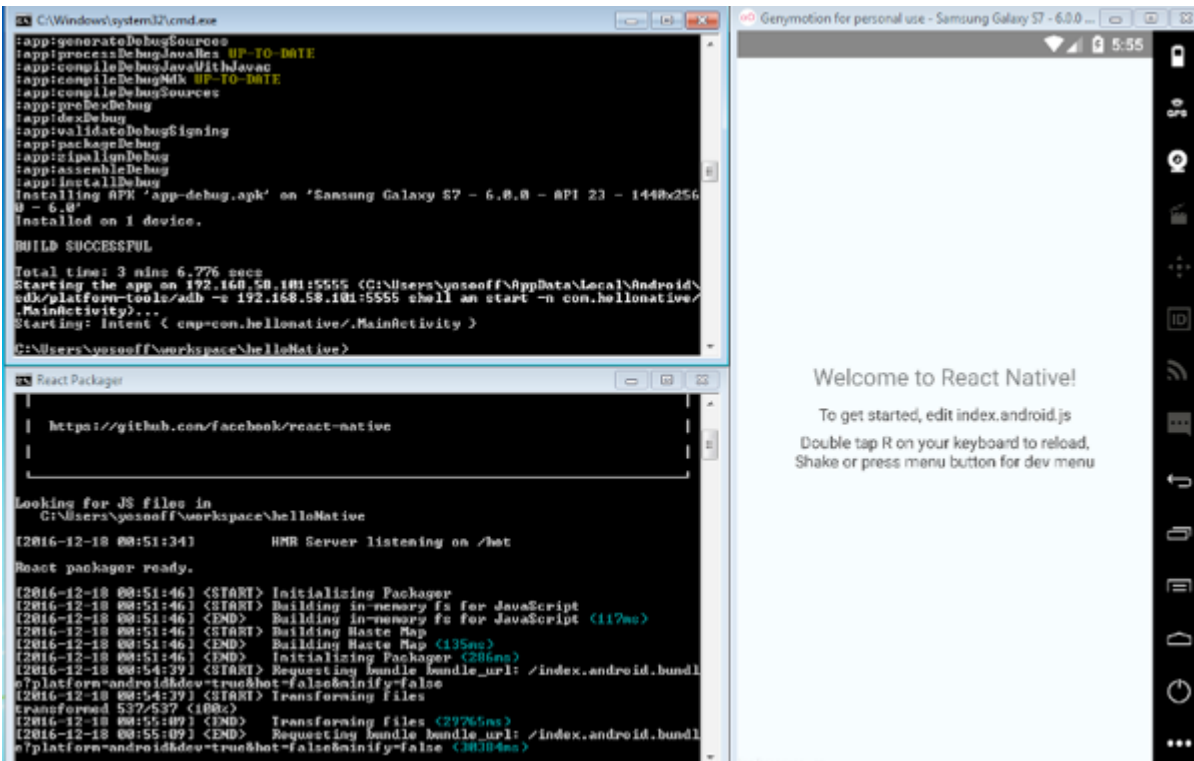 C:\Windows\system32\cmd.exe
:app:generateDebugSources
:app:processDebugJavaRes UP-TO-DATE
:app:compileDebugJavaWithJavac
:app:compileDebugNdk UP-TO-DATE
:app:compileDebugSources
:app:preDexDebug
:app:dexDebug
:app:validateDebugSigning
:app:packageDebug
:app:zipalignDebug
:app:assembleDebug
:app:installDebug
Installing APK 'app-debug.apk' on 'Samsung Galaxy S7 - 6.0.0 - API 23 - 1440x256
0 - 6.0'
Installed on 1 device.
BUILD SUCCESSFUL
Total time: 3 mins 6.776 secs
Starting the app on 192.168.58.101:5555 (C:\Users\yosooff\AppData\Local\Android\
sdk/platform-tools/adb -s 192.168.58.101:5555 shell am start -n com.hellonative/
.MainActivity)...
Starting: Intent { cmp=com.hellonative/.MainActivity }
C:\Users\yosooff\workspace\helloNative>
React Packager
https://github.com/facebook/react-native
Looking for JS files in
C:\Users\yosooff\workspace\helloNative
[2016-12-18 00:51:34] HMR Server listening on /hot
React packager ready.
[2016-12-18 00:51:46] <START> Initializing Packager
[2016-12-18 00:51:46] <START> Building in-memory fs for JavaScript
[2016-12-18 00:51:46] <END> Building in-memory fs for JavaScript (117ms)
[2016-12-18 00:51:46] <START> Building Haste Map
[2016-12-18 00:51:46] <END> Building Haste Map (135ms)
[2016-12-18 00:51:46] <END> Initializing Packager (286ms)
[2016-12-18 00:54:39] <START> Requesting bundle bundle_url: /index.android.bundl
e?platform=android&dev=true&hot=false&minify=false
[2016-12-18 00:54:39] <START> Transforming files
transformed 537/537 (100%)
[2016-12-18 00:55:09] <END> Transforming files (29765ms)
[2016-12-18 00:55:09] <END> Requesting bundle bundle_url: /index.android.bundl
e?platform=android&dev=true&hot=false&minify=false (30384ms)
Genymotion for personal use - Samsung Galaxy S7 - 6.0.0 ...
5:55
GPS
ID
Welcome to React Native!
To get started, edit index.android.js
Double tap R on your keyboard to reload,
Shake or press menu button for dev menu